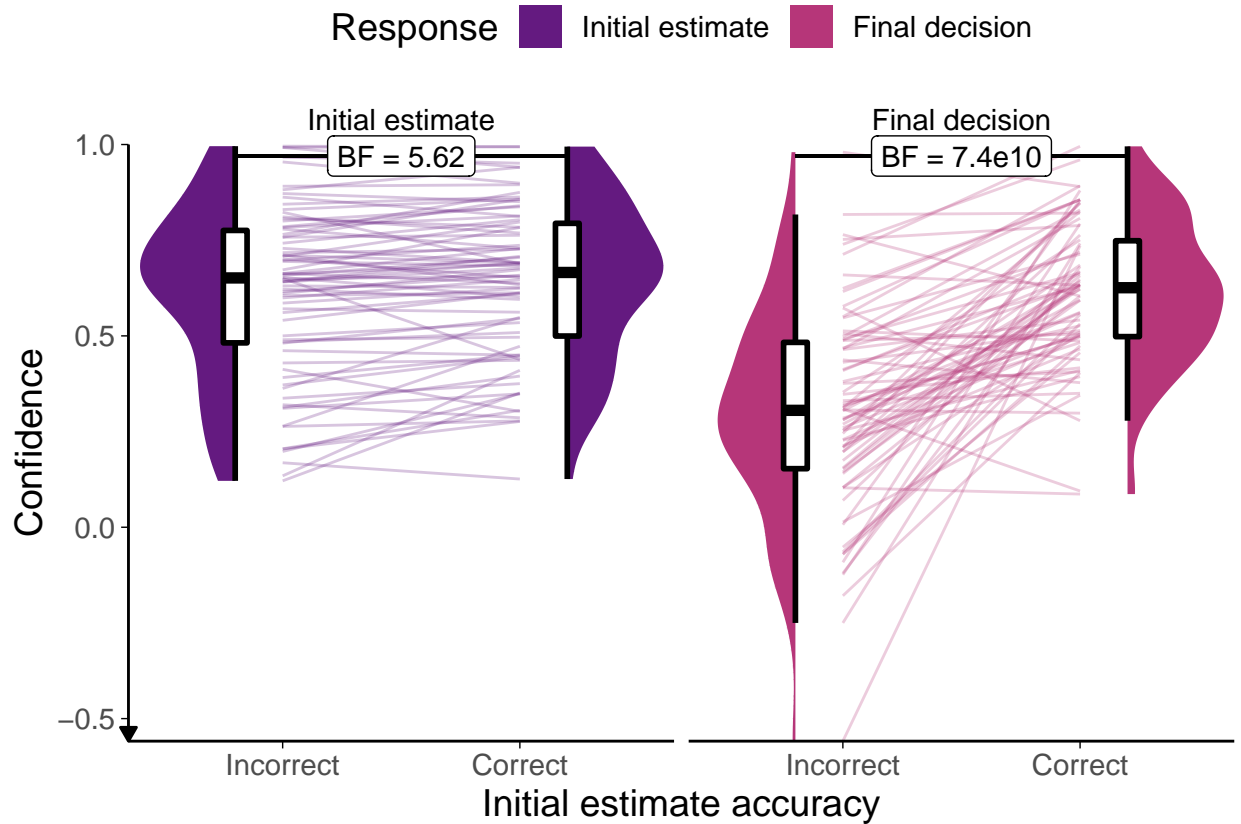 Response Initial estimate Final decision
Initial estimate Final decision
BF = 5.62 BF = 7.4e10
1.0
0.5
0.0
−0.5
Confidence
Incorrect Correct Incorrect Correct
Initial estimate accuracy